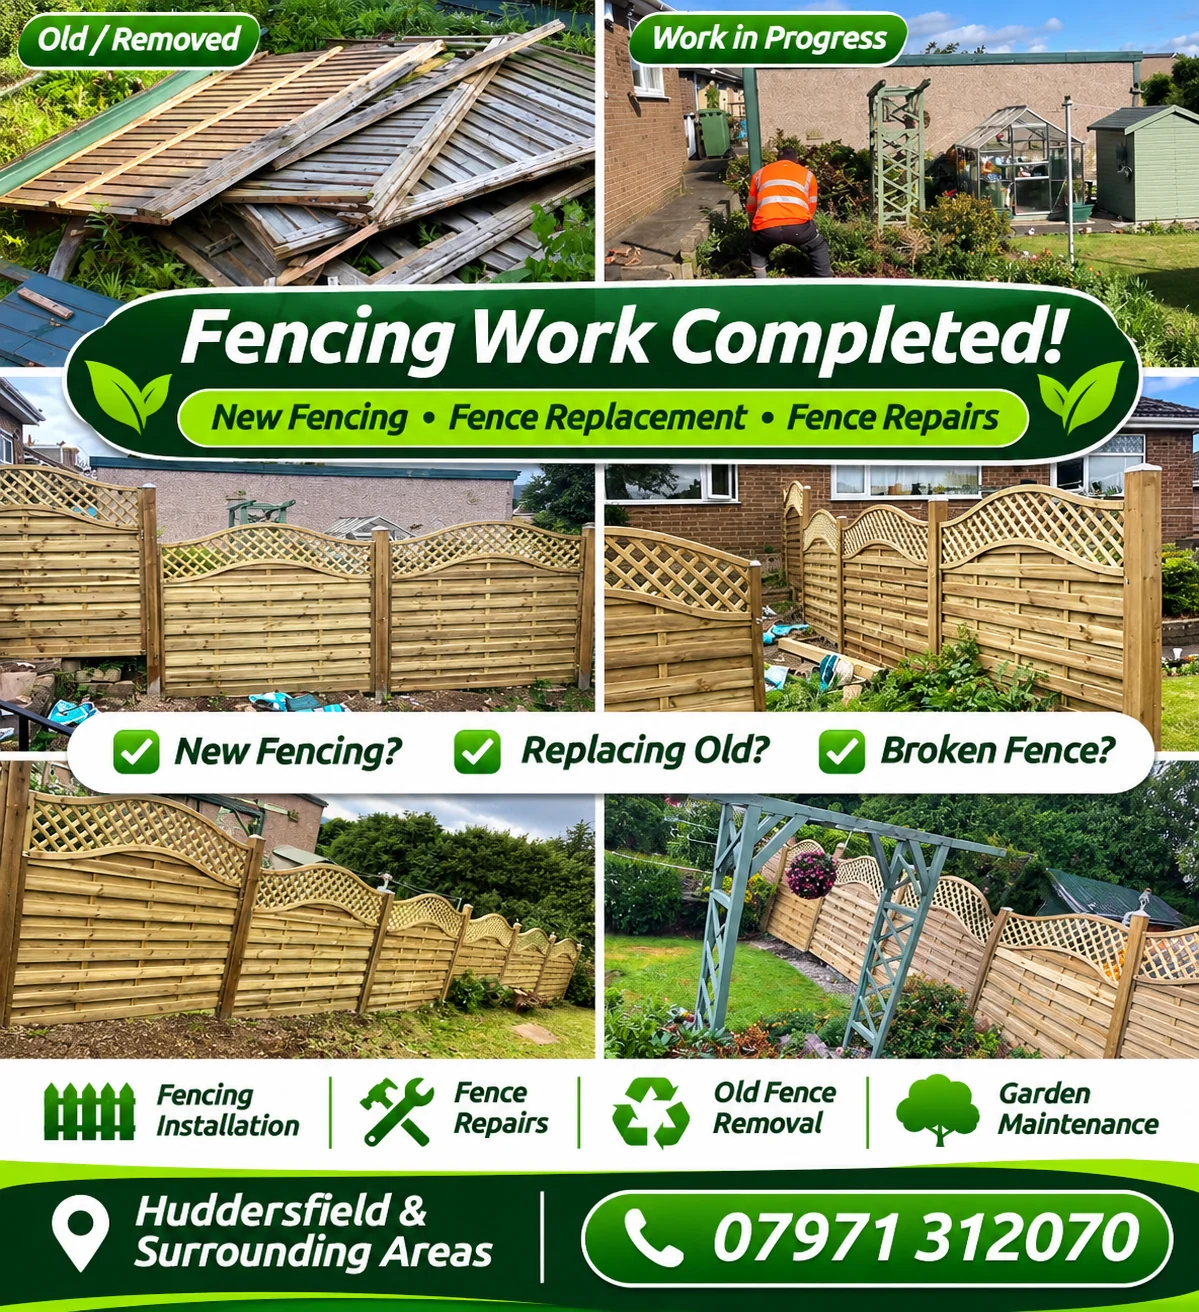 Old / Removed
Work in Progress
Fencing Work Completed!
New Fencing • Fence Replacement • Fence Repairs
New Fencing?
Replacing Old?
Broken Fence?
Fencing
Installation
Fence
Repairs
Old Fence
Removal
Garden
Maintenance
Huddersfield &
Surrounding Areas
07971 312070